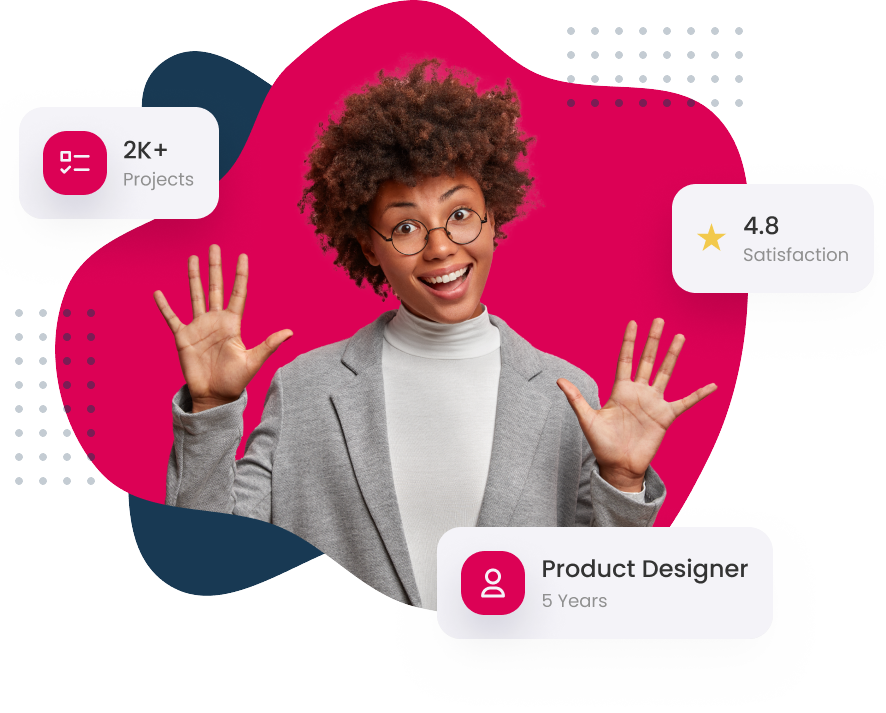 2K+
Projects
4.8
Satisfaction
Product Designer
5 Years